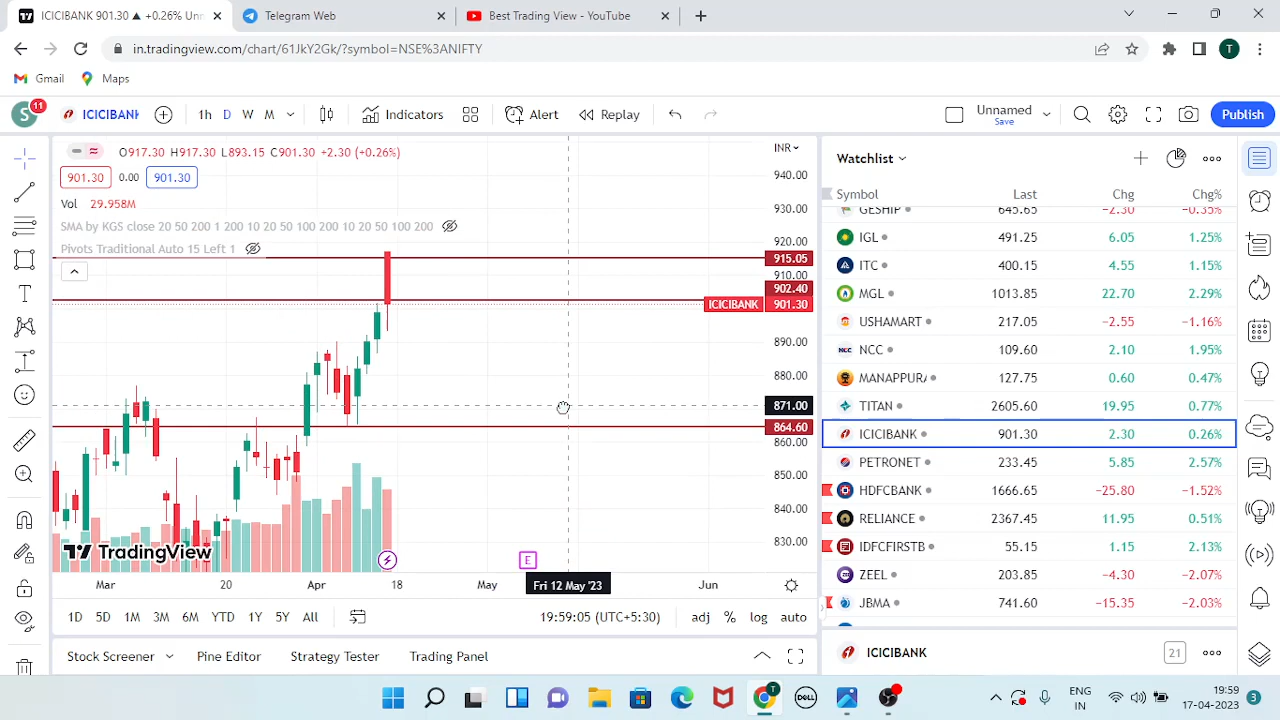 ICICIBANK 901.30 ▲ +0.26% Unn
Telegram Web
Best Trading View - YouTube
in.tradingview.com/chart/61JkY2Gk/?symbol=NSE%3ANIFTY
T
Gmail
Maps
S 11
ICICIBANK
1h D W M
Indicators
Alert
Replay
Unnamed
Save
Publish
O917.30 H917.30 L893.15 C901.30 +2.30 (+0.26%)
901.30 0.00 901.30
Vol 29.958M
SMA by KGS close 20 50 200 1 200 10 20 50 100 200 10 20 50 100 200
Pivots Traditional Auto 15 Left 1
INR
940.00
930.00
920.00
915.05
910.00
902.40
ICICIBANK 901.30
890.00
880.00
871.00
864.60
860.00
850.00
840.00
830.00
TradingView
E
Mar 20 Apr 18 May Fri 12 May '23 Jun
1D 5D 1M 3M 6M YTD 1Y 5Y All
19:59:05 (UTC+5:30)
adj % log auto
Stock Screener Pine Editor Strategy Tester Trading Panel
Watchlist
Symbol Last Chg Chg%
GESHIP 645.65 −2.30 −0.35%
IGL 491.25 6.05 1.25%
ITC 400.15 4.55 1.15%
MGL 1013.85 22.70 2.29%
USHAMART 217.05 −2.55 −1.16%
NCC NCC 109.60 2.10 1.95%
MANAPPURA 127.75 0.60 0.47%
TITAN 2605.60 19.95 0.77%
ICICIBANK 901.30 2.30 0.26%
PETRONET 233.45 5.85 2.57%
HDFCBANK 1666.65 −25.80 −1.52%
RELIANCE 2367.45 11.95 0.51%
IDFCFIRSTB 55.15 1.15 2.13%
ZEEL 203.85 −4.30 −2.07%
JBMA 741.60 −15.35 −2.03%
ICICIBANK 21
DELL
T
ENG
IN
19:59
17-04-2023
3